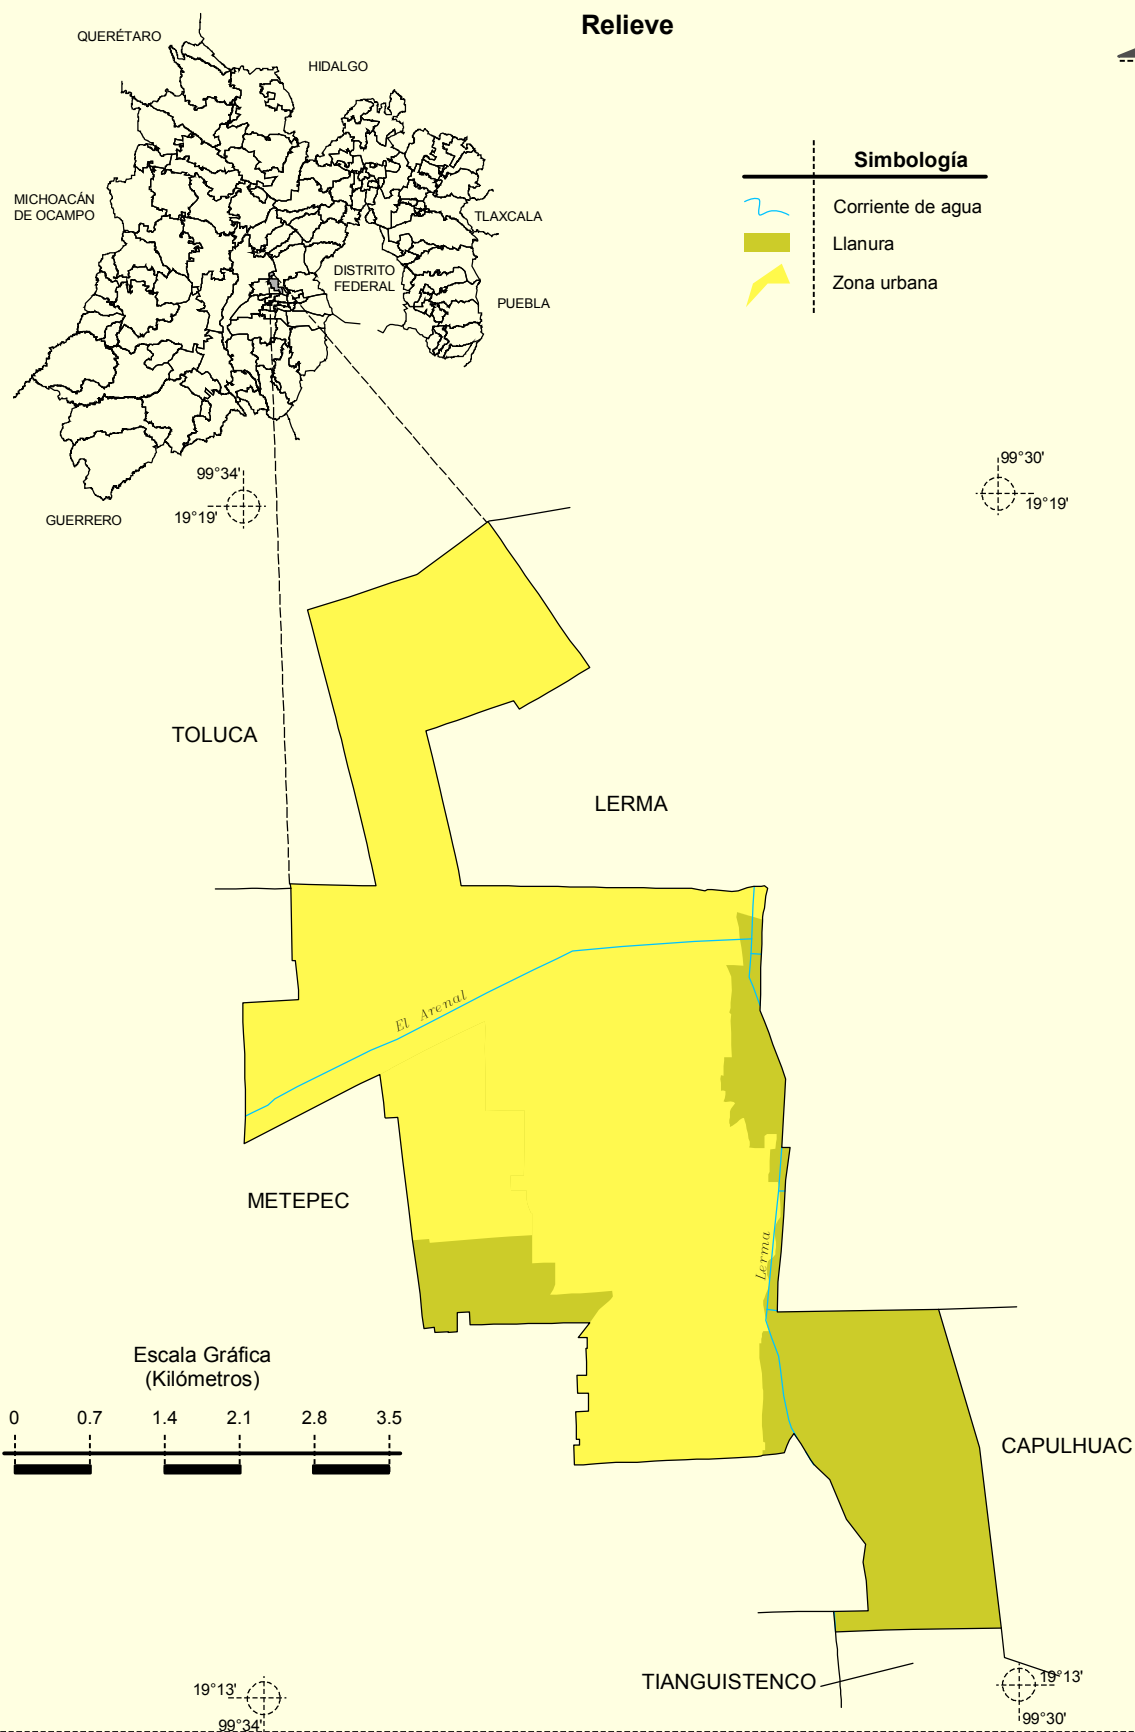 Relieve
QUERÉTARO
HIDALGO
MICHOACÁN
DE OCAMPO
TLAXCALA
DISTRITO
FEDERAL
PUEBLA
GUERRERO
Simbología
Corriente de agua
Llanura
Zona urbana
99°34'
19°19'
99°30'
19°19'
TOLUCA
LERMA
El Arenal
METEPEC
Lerma
Escala Gráfica
(Kilómetros)
0 0.7 1.4 2.1 2.8 3.5
CAPULHUAC
TIANGUISTENCO
19°13'
99°34'
19°13'
99°30'